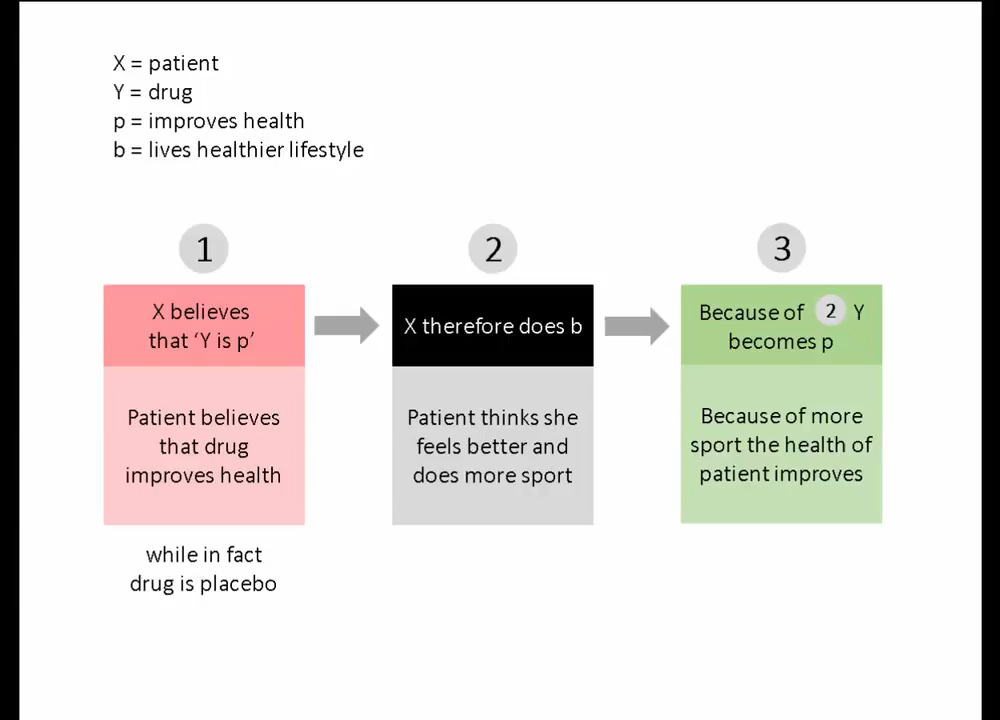 X = patient
Y = drug
p = improves health
b = lives healthier lifestyle
1
2
3
X believes
that ‘Y is p’
X therefore does b
Because of 2 Y
becomes p
Patient believes
that drug
improves health
Patient thinks she
feels better and
does more sport
Because of more
sport the health of
patient improves
while in fact
drug is placebo